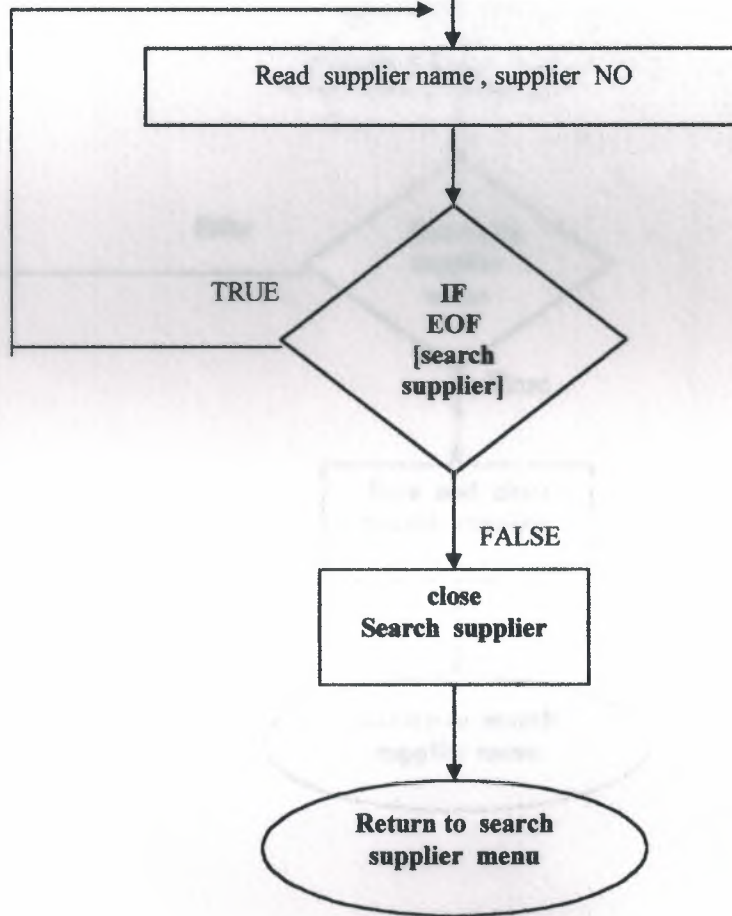 Read supplier name , supplier NO
TRUE
IF
EOF
[search
supplier]
FALSE
close
Search supplier
Return to search
supplier menu